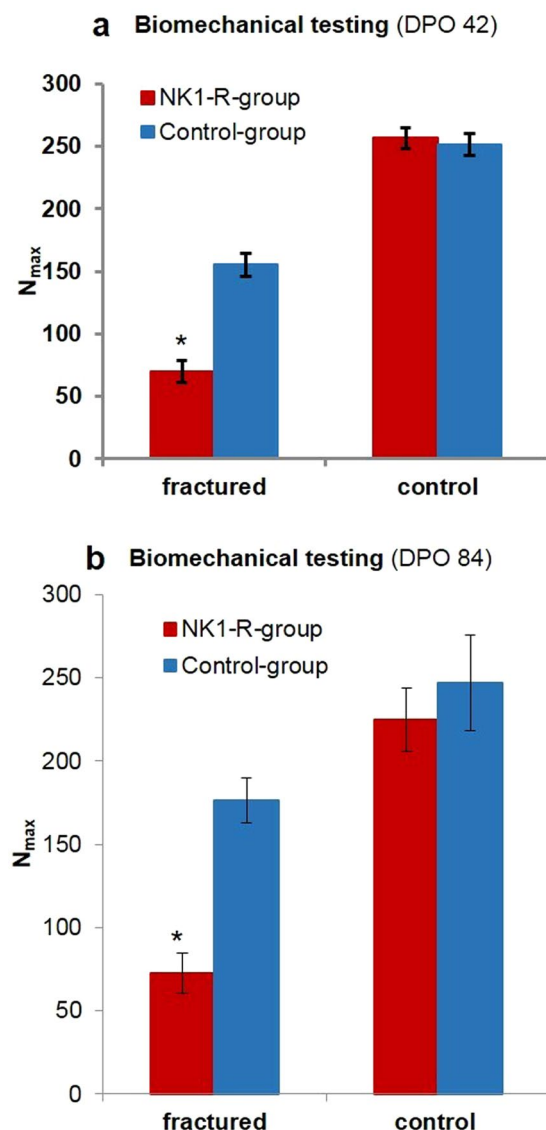 a Biomechanical testing (DPO 42)
300
250
200
150
100
50
0
Nmax
NK1-R-group
Control-group
*
fractured control
b Biomechanical testing (DPO 84)
300
250
200
150
100
50
0
Nmax
NK1-R-group
Control-group
*
fractured control